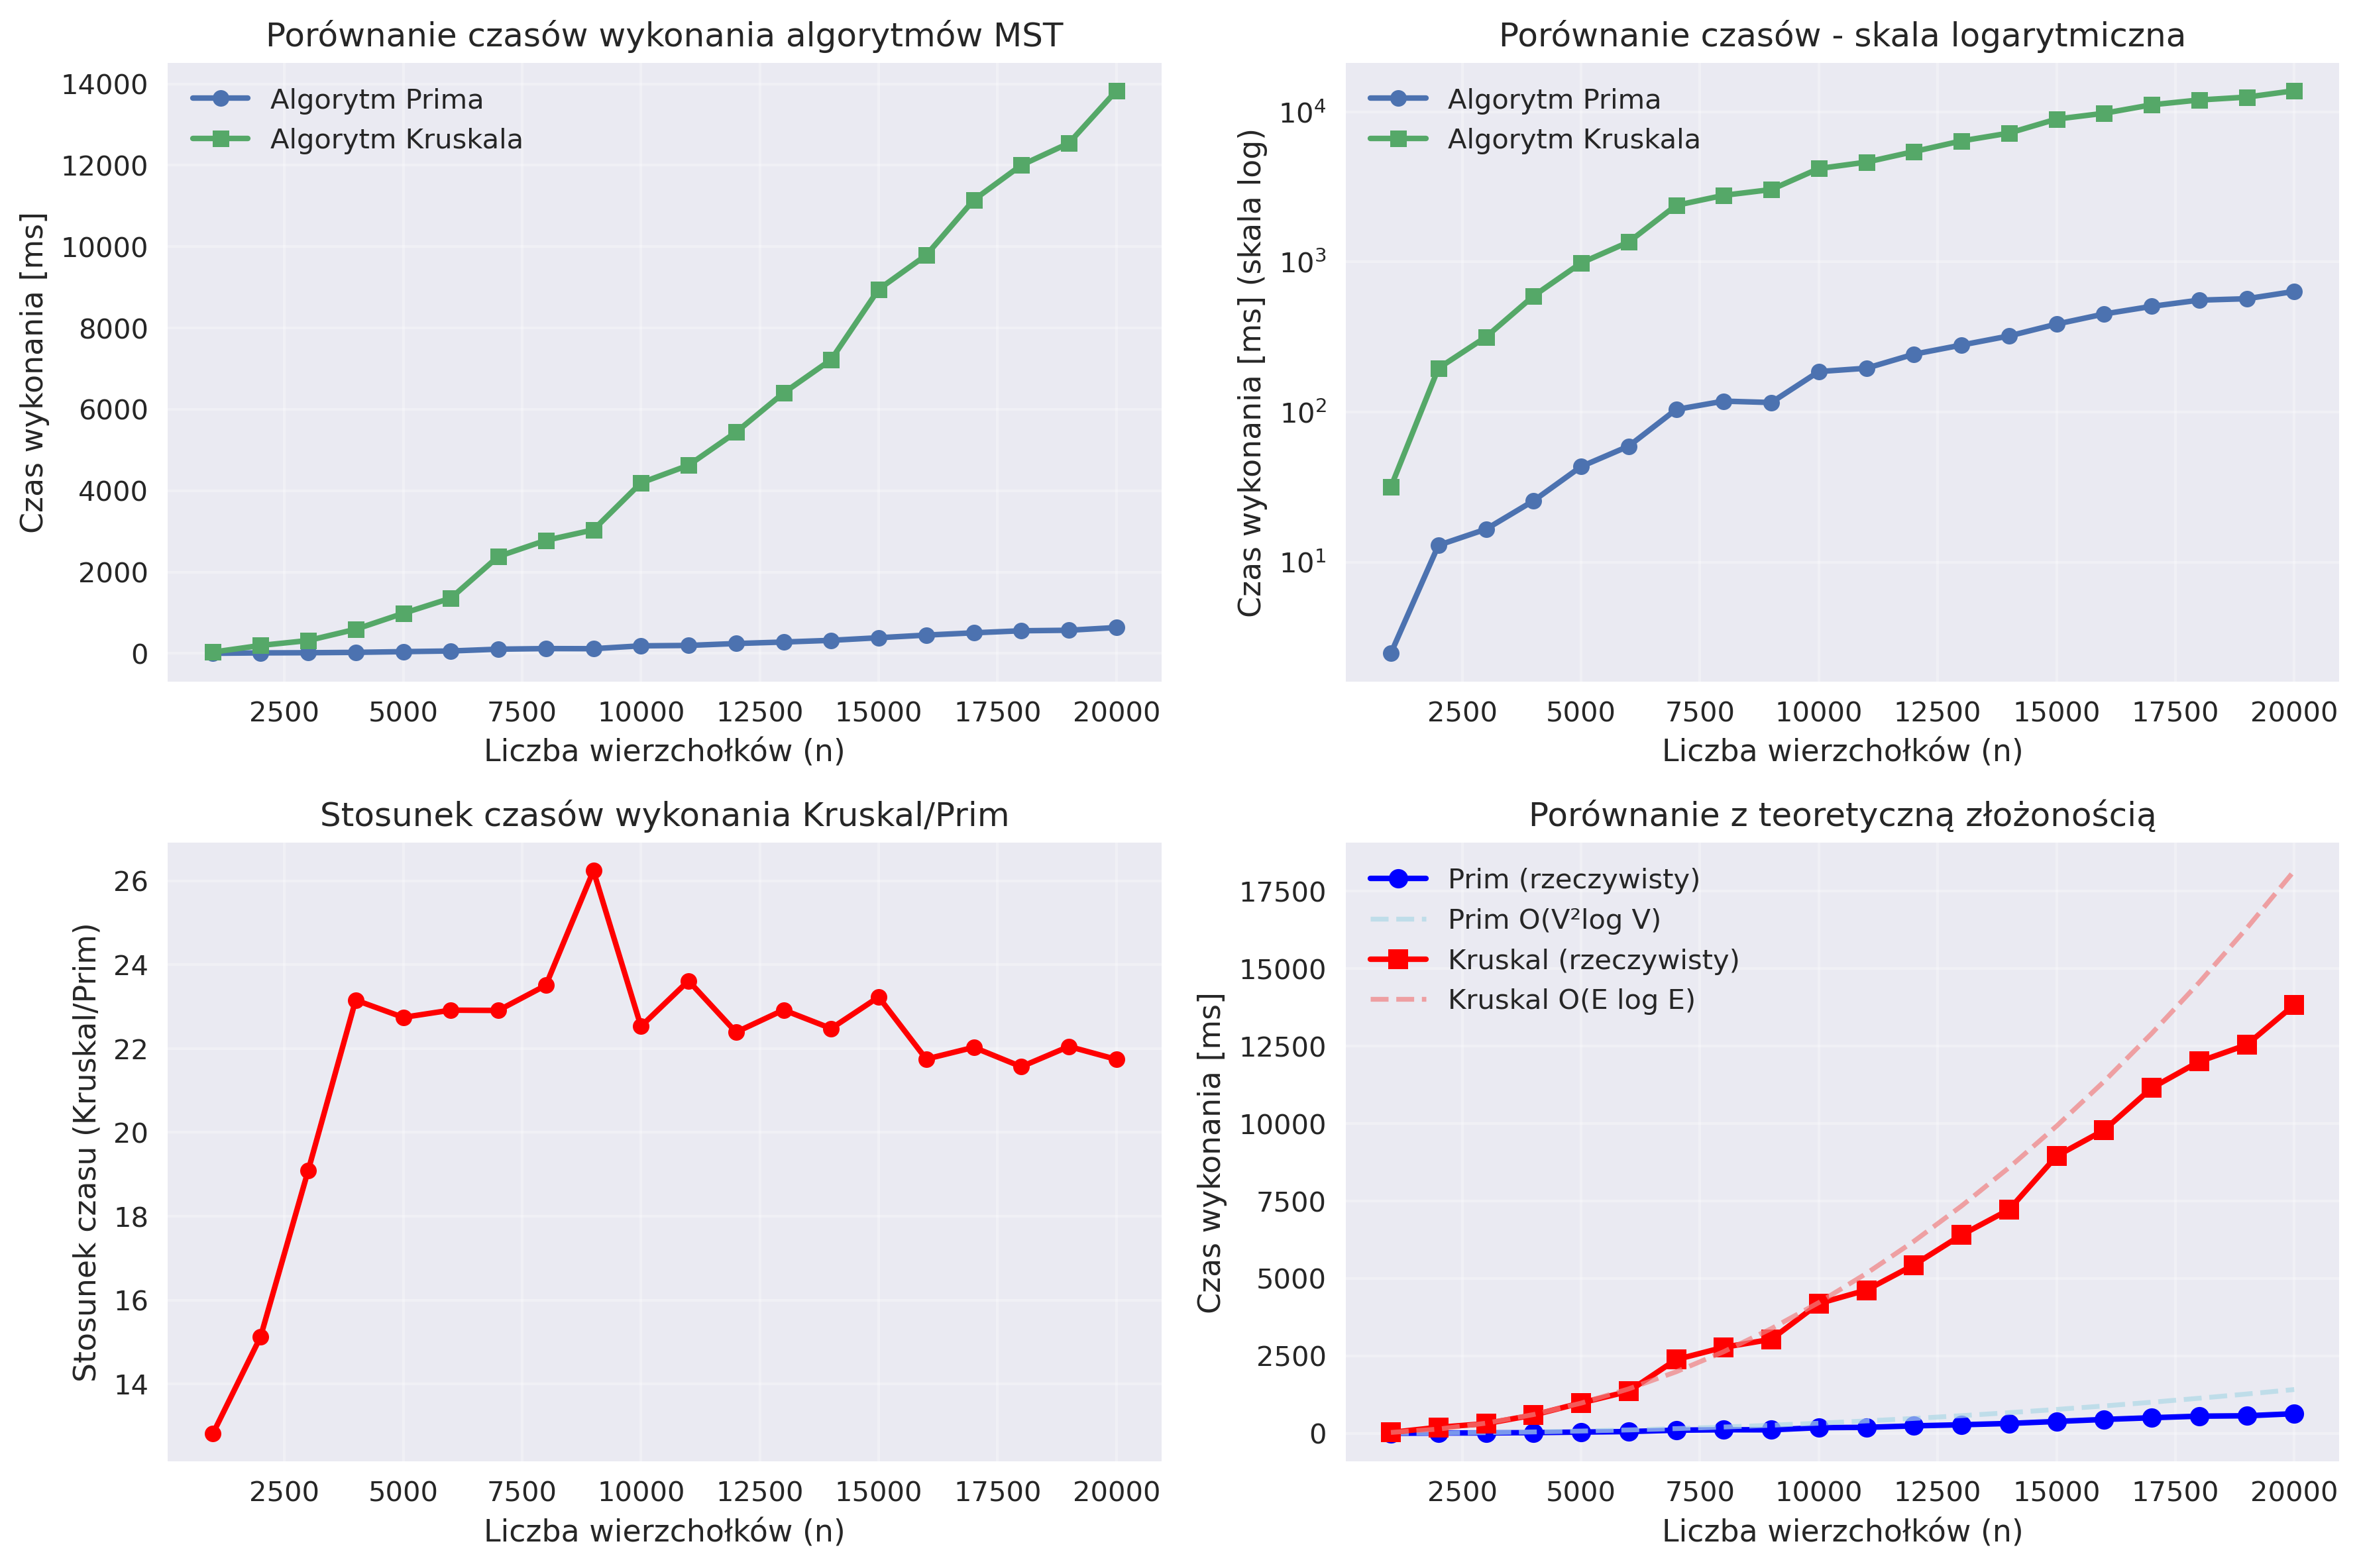 Porównanie czasów wykonania algorytmów MST
Algorytm Prima
Algorytm Kruskala
14000
12000
10000
8000
6000
4000
2000
0
Czas wykonania [ms]
2500 5000 7500 10000 12500 15000 17500 20000
Liczba wierzchołków (n)
Porównanie czasów - skala logarytmiczna
Algorytm Prima
Algorytm Kruskala
10⁴
10³
10²
10¹
Czas wykonania [ms] (skala log)
2500 5000 7500 10000 12500 15000 17500 20000
Liczba wierzchołków (n)
Stosunek czasów wykonania Kruskal/Prim
26
24
22
20
18
16
14
Stosunek czasu (Kruskal/Prim)
2500 5000 7500 10000 12500 15000 17500 20000
Liczba wierzchołków (n)
Porównanie z teoretyczną złożonością
Prim (rzeczywisty)
Prim O(V²log V)
Kruskal (rzeczywisty)
Kruskal O(E log E)
17500
15000
12500
10000
7500
5000
2500
0
Czas wykonania [ms]
2500 5000 7500 10000 12500 15000 17500 20000
Liczba wierzchołków (n)